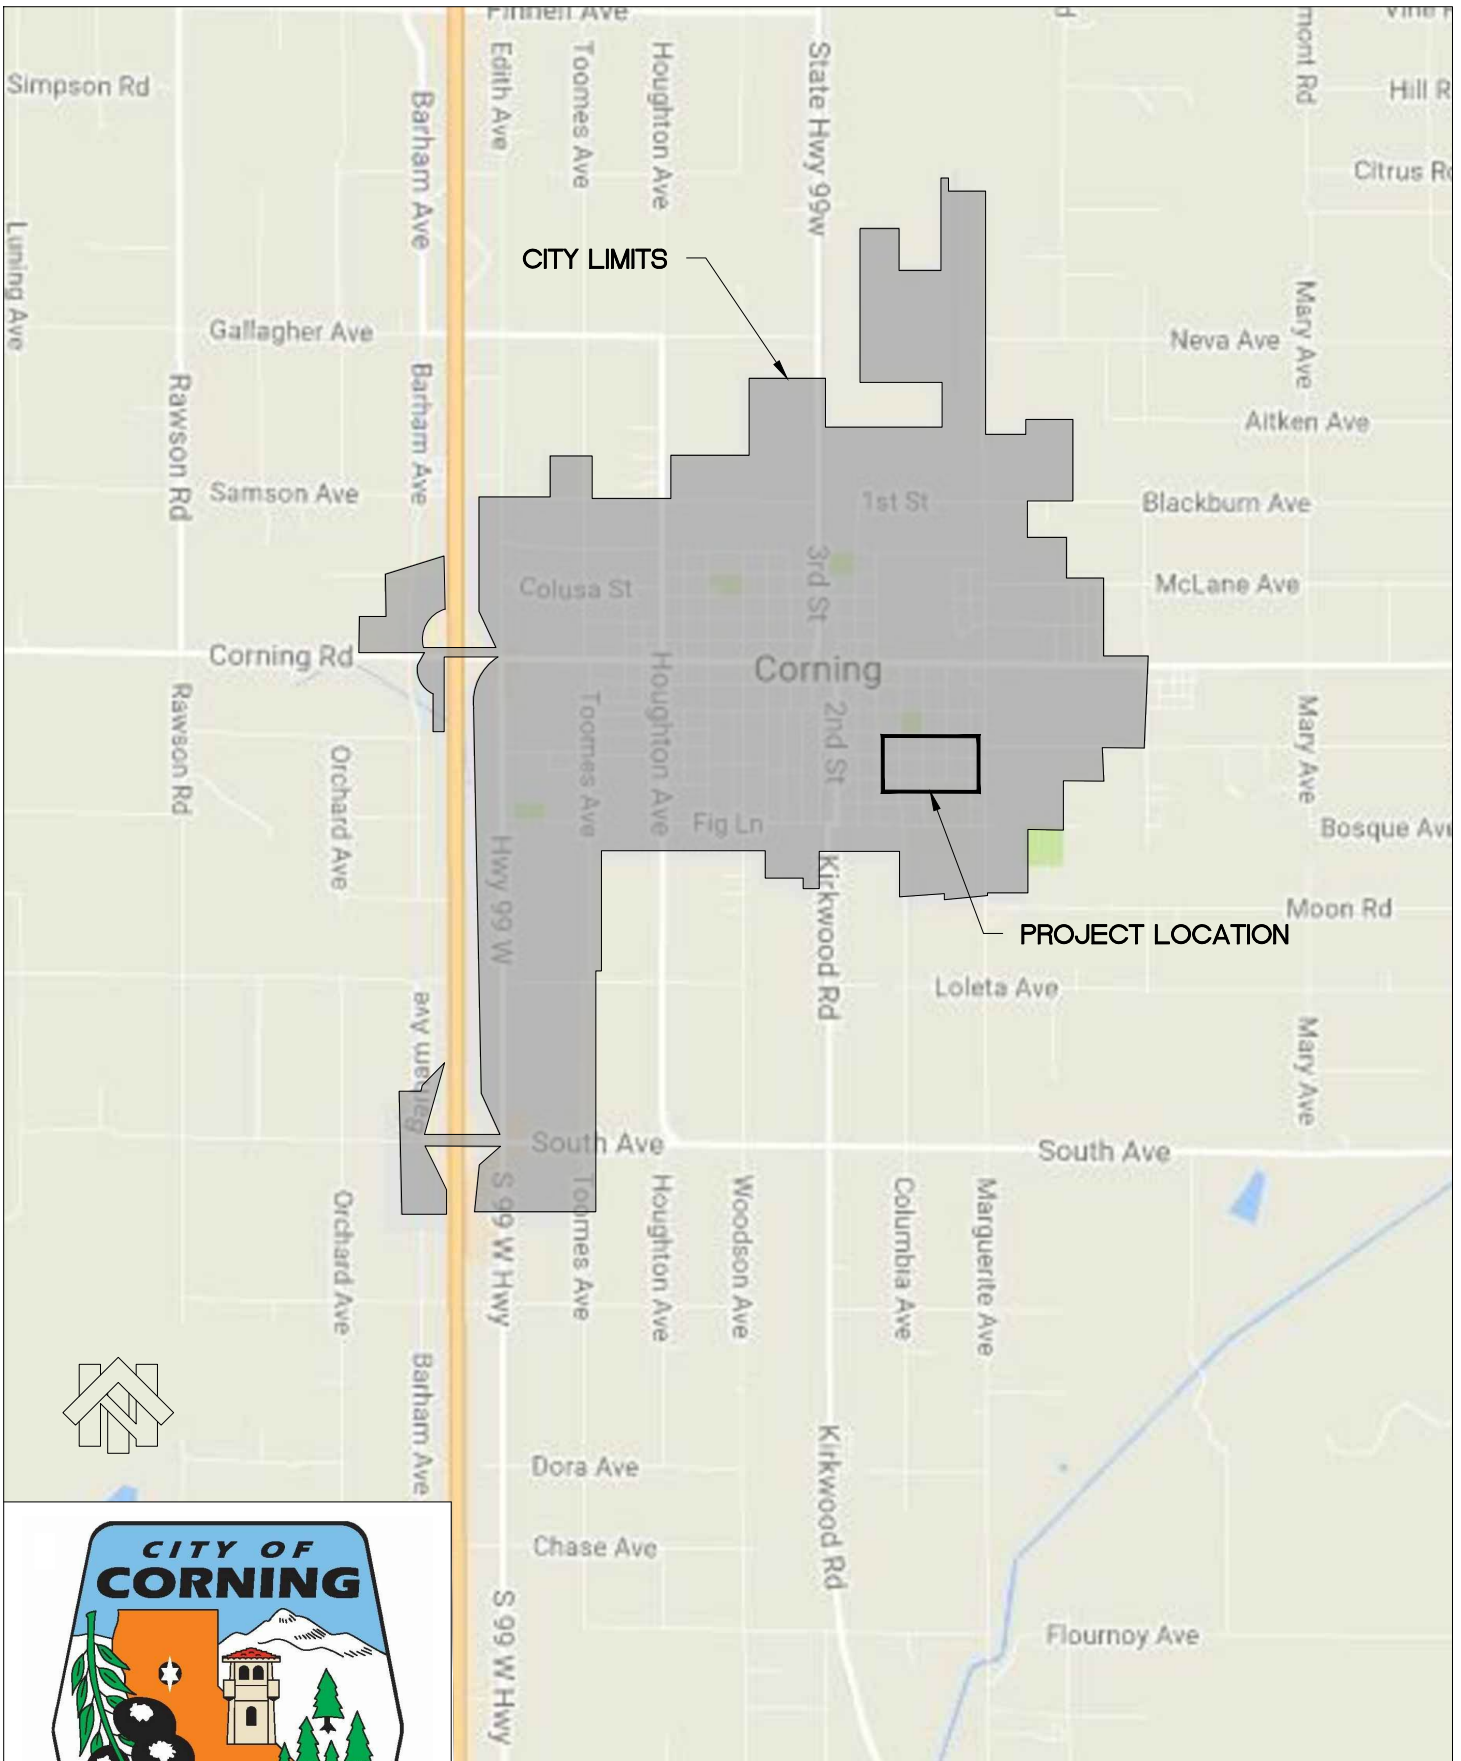 Finnell Ave
Simpson Rd
Barham Ave
Edith Ave
Toomes Ave
Houghton Ave
State Hwy 99w
mont Rd
Hill R
Citrus Rd
Luning Ave
CITY LIMITS
Gallagher Ave
Neva Ave
Mary Ave
Rawson Rd
Barham Ave
Aitken Ave
Samson Ave
1st St
Blackburn Ave
3rd St
Colusa St
McLane Ave
Corning Rd
Corning
Houghton Ave
Rawson Rd
Toomes Ave
2nd St
Mary Ave
Orchard Ave
Fig Ln
Bosque Ave
Hwy 99 W
Kirkwood Rd
Moon Rd
PROJECT LOCATION
Loleta Ave
Barham Ave
Mary Ave
South Ave
South Ave
Orchard Ave
S 99 W Hwy
Toomes Ave
Houghton Ave
Woodson Ave
Columbia Ave
Marguerite Ave
N
Barham Ave
Dora Ave
Kirkwood Rd
Chase Ave
CITY OF
CORNING
S 99 W Hwy
Flournoy Ave